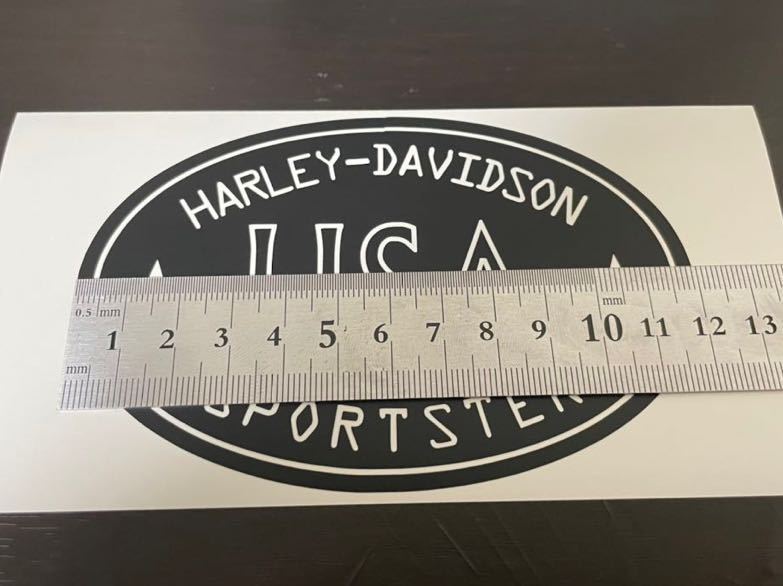 HARLEY-DAVIDSON
USA
0.5 mm mm
1 2 3 4 5 6 7 8 9 10 11 12 13
mm
SPORTSTER